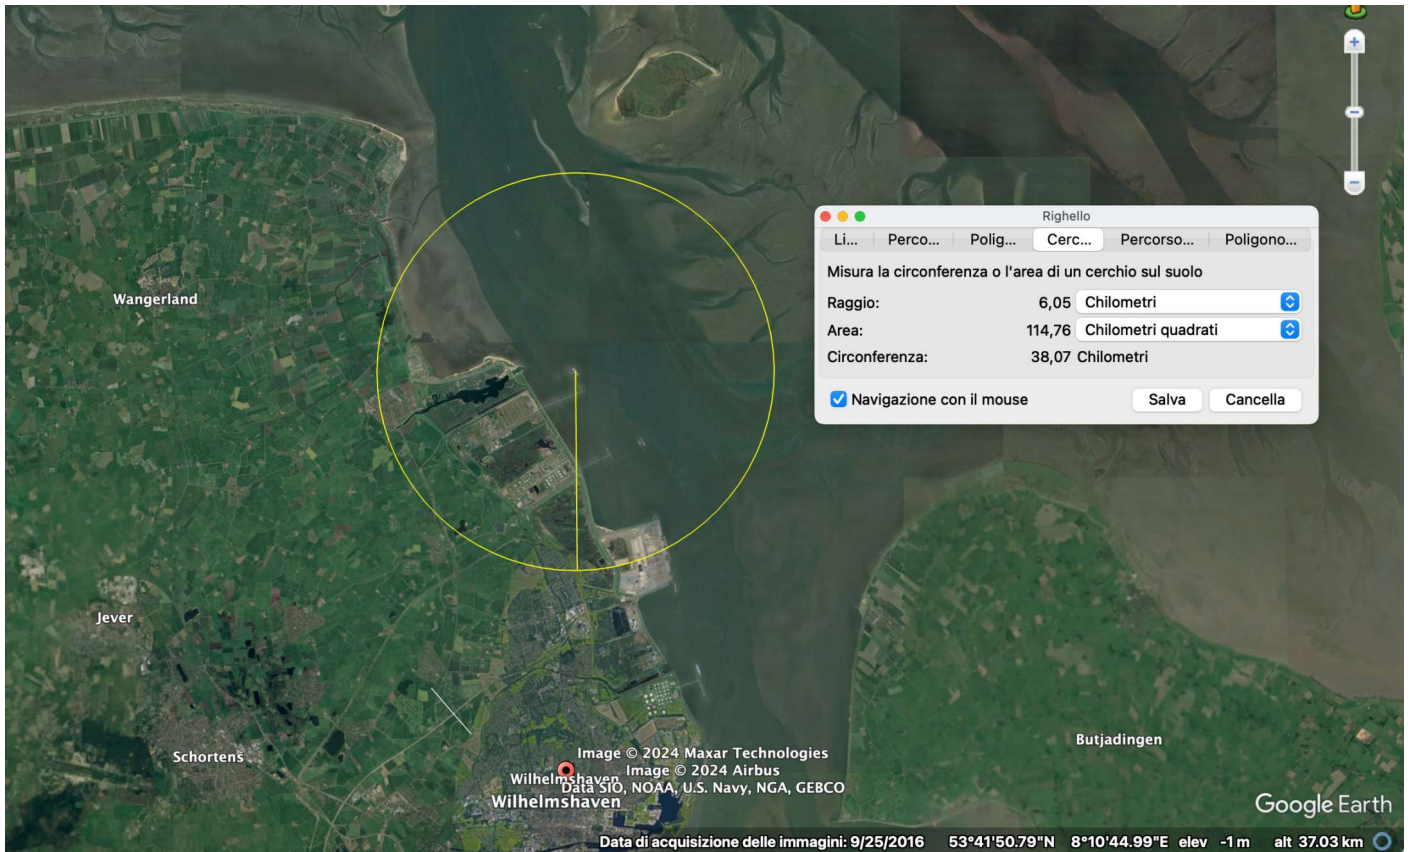 Righello
Li... Perco... Polig... Cerc... Percorso... Poligono...
Misura la circonferenza o l'area di un cerchio sul suolo
Raggio: 6,05 Chilometri
Area: 114,76 Chilometri quadrati
Circonferenza: 38,07 Chilometri
Navigazione con il mouse Salva Cancella
Wangerland
Jever
Schortens
Butjadingen
Image © 2024 Maxar Technologies
Wilhelmshaven Image © 2024 Airbus
Data SIO, NOAA, U.S. Navy, NGA, GEBCO
Wilhelmshaven
Google Earth
Data di acquisizione delle immagini: 9/25/2016 53°41'50.79"N 8°10'44.99"E elev -1 m alt 37.03 km